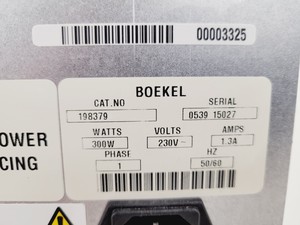 00003325
BOEKEL
CAT.NO SERIAL
198379 0539 15027
WATTS VOLTS AMPS
300W 230V~ 1.3A
PHASE HZ
1 50/60
OWER
CING